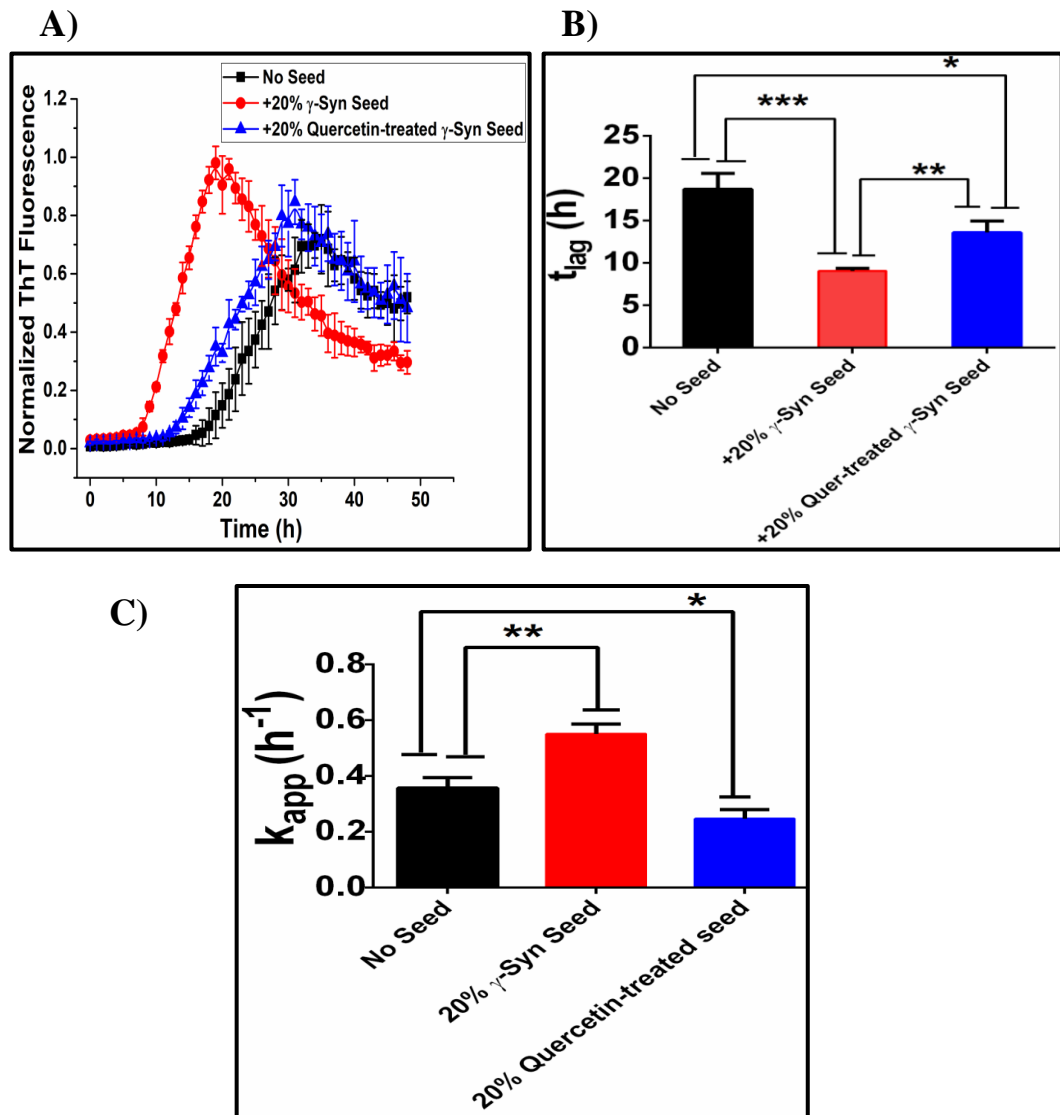 A)
No Seed
+20% γ-Syn Seed
+20% Quercetin-treated γ-Syn Seed
Normalized ThT Fluorescence
1.2
1.0
0.8
0.6
0.4
0.2
0.0
0 10 20 30 40 50
Time (h)
B)
*
***
**
t_lag (h)
25
20
15
10
5
0
No Seed
+20% γ-Syn Seed
+20% Quer-treated γ-Syn Seed
C)
*
**
k_app (h⁻¹)
0.8
0.6
0.4
0.2
0.0
No Seed
20% γ-Syn Seed
20% Quercetin-treated seed